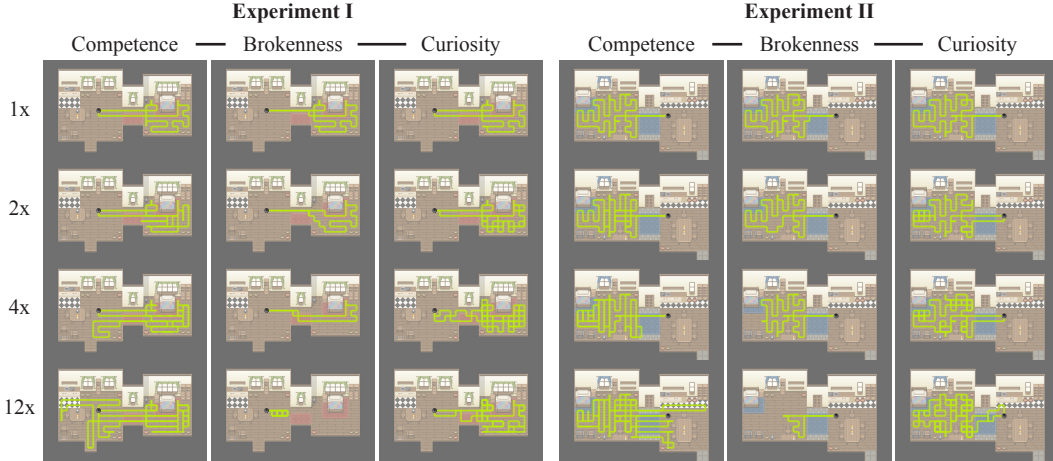 Experiment I Experiment II
Competence Brokenness Curiosity Competence Brokenness Curiosity
1x
2x
4x
12x